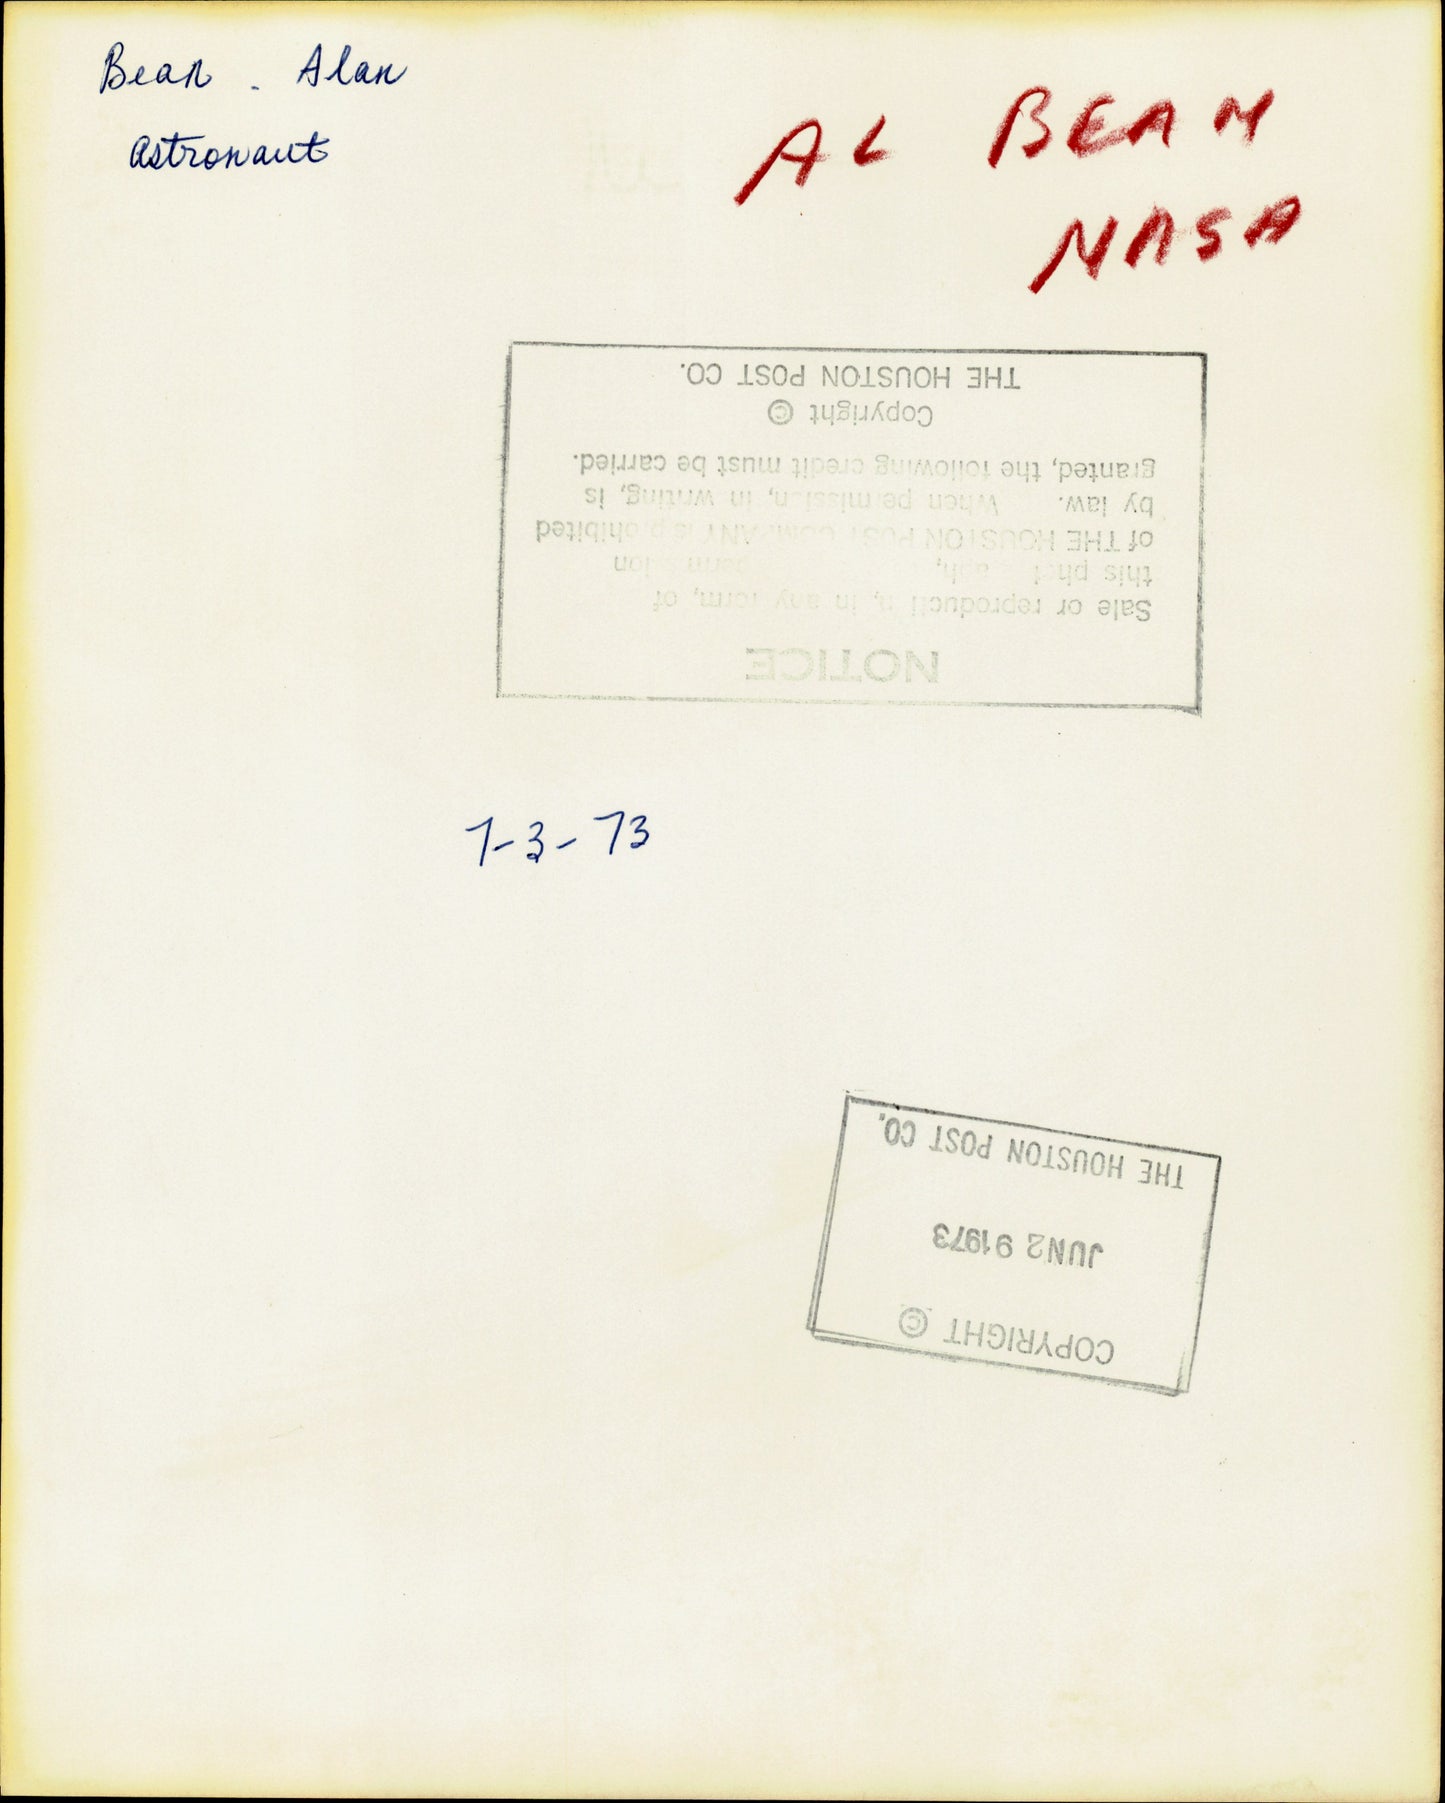 Bean - Alan
Astronaut
AL BEAN
NASA
NOTICE
Sale or reproduction, in any form, of
this photograph, permission
of THE HOUSTON POST COMPANY is prohibited
by law. When permission, in writing, is
granted, the following credit must be carried.
Copyright ©
THE HOUSTON POST CO.
7-3-73
COPYRIGHT ©
JUN 29 1973
THE HOUSTON POST CO.